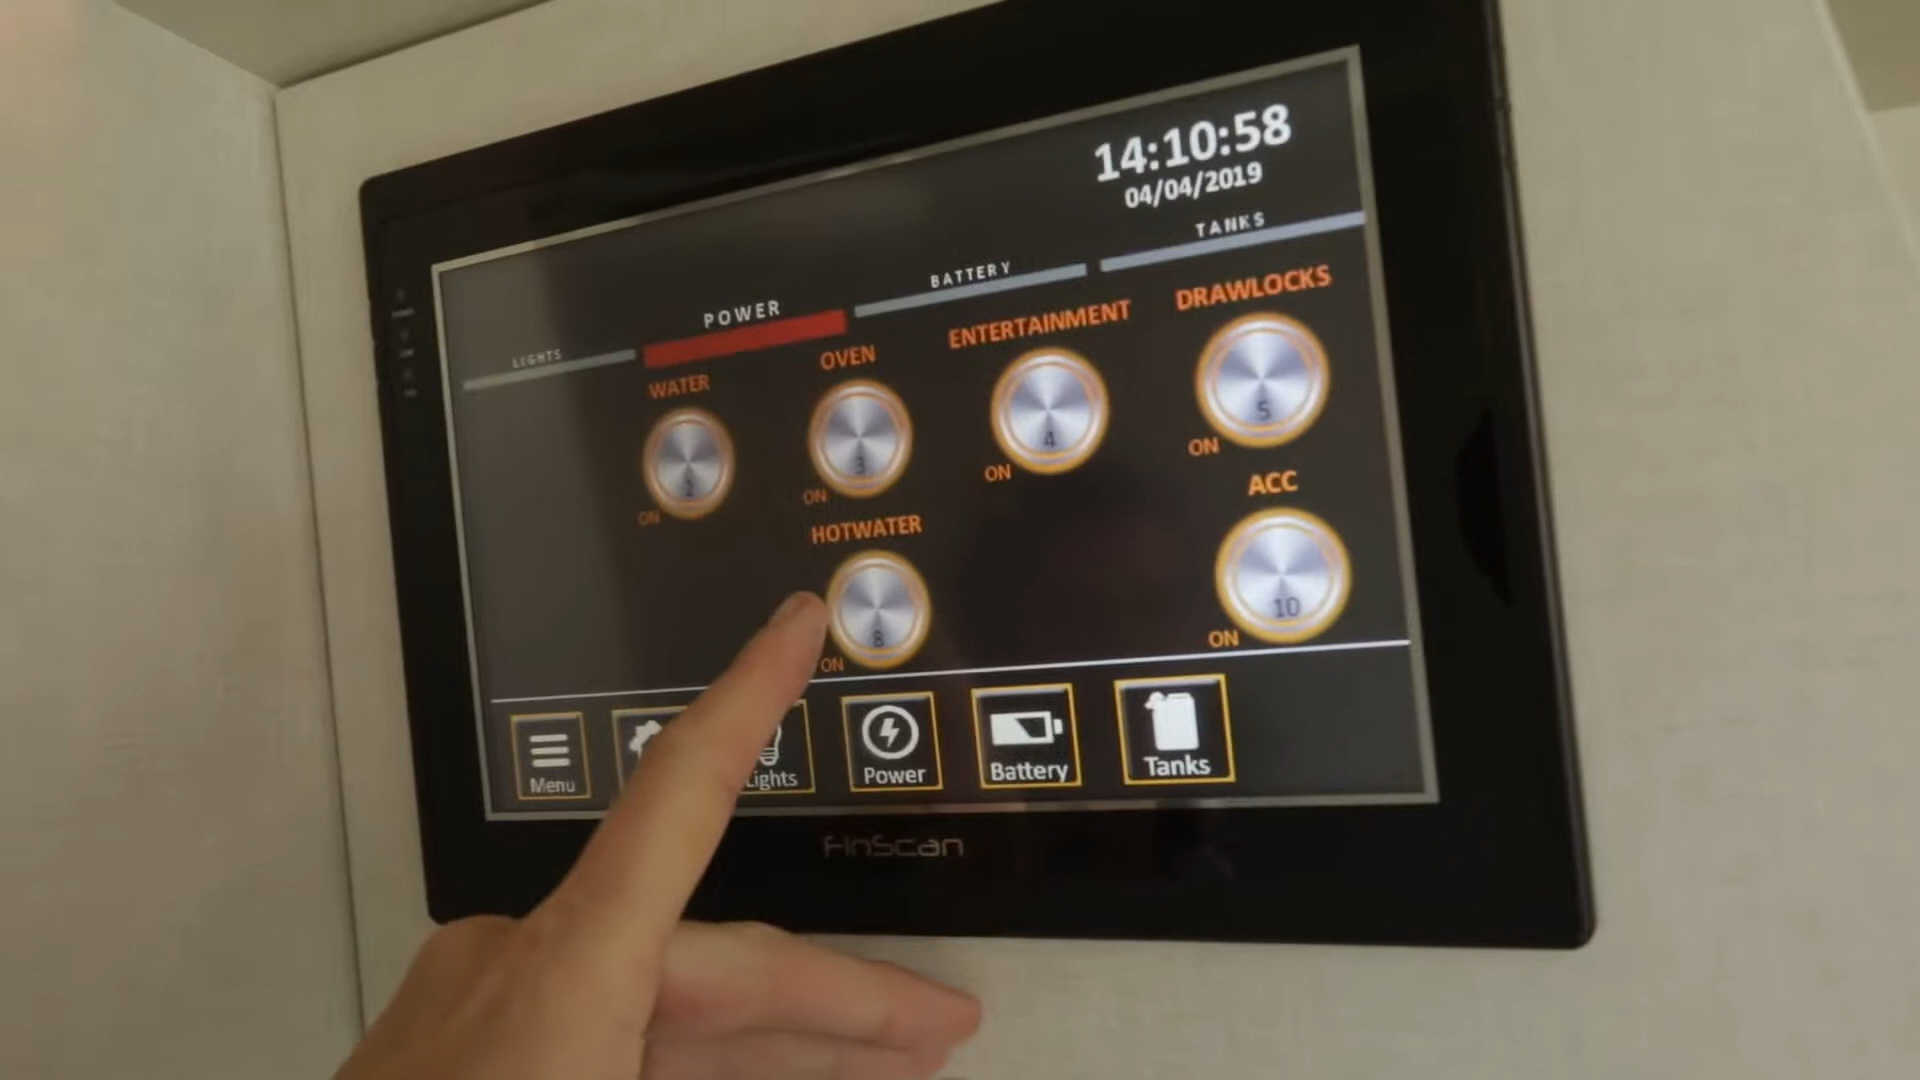 14:10:58
04/04/2019
LIGHTS
POWER
BATTERY
TANKS
WATER
OVEN
ENTERTAINMENT
DRAWLOCKS
2
3
4
5
ON
ON
ON
ON
HOTWATER
ACC
8
10
ON
ON
Menu
Lights
Power
Battery
Tanks
FinScan